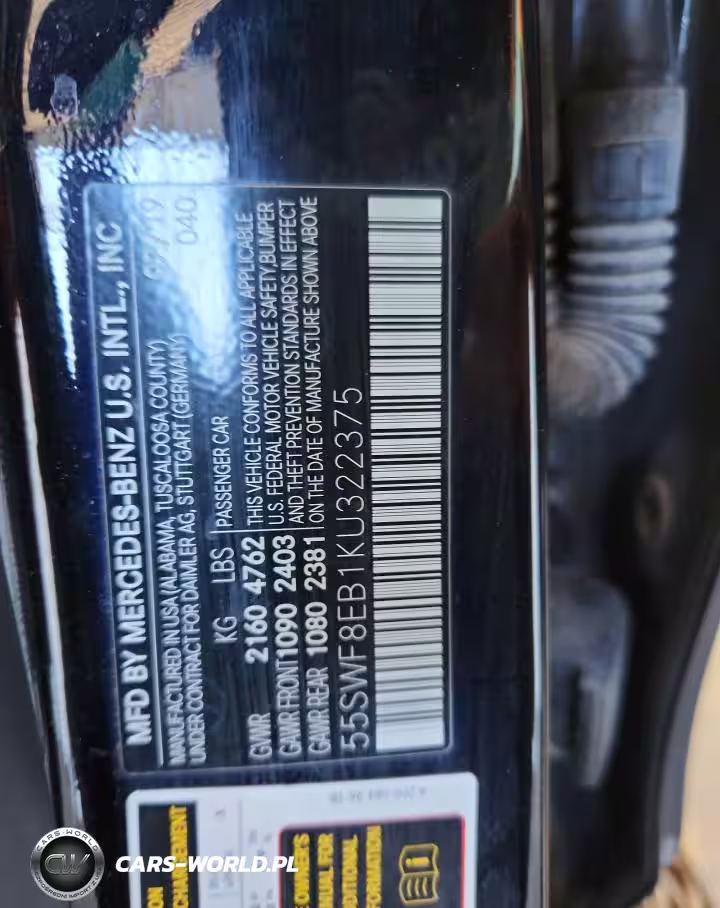 MFD BY MERCEDES-BENZ U.S. INTL., INC
MANUFACTURED IN USA (ALABAMA, TUSCALOOSA COUNTY)
UNDER CONTRACT FOR DAIMLER AG, STUTTGART (GERMANY)
040
KG LBS PASSENGER CAR
GVWR 2160 4762 THIS VEHICLE CONFORMS TO ALL APPLICABLE
GAWR FRONT 1090 2403 U.S. FEDERAL MOTOR VEHICLE SAFETY, BUMPER
GAWR REAR 1080 2381 AND THEFT PREVENTION STANDARDS IN EFFECT
ON THE DATE OF MANUFACTURE SHOWN ABOVE
55SWF8EB1KU322375
CARS-WORLD
CW
CARS-WORLD.PL